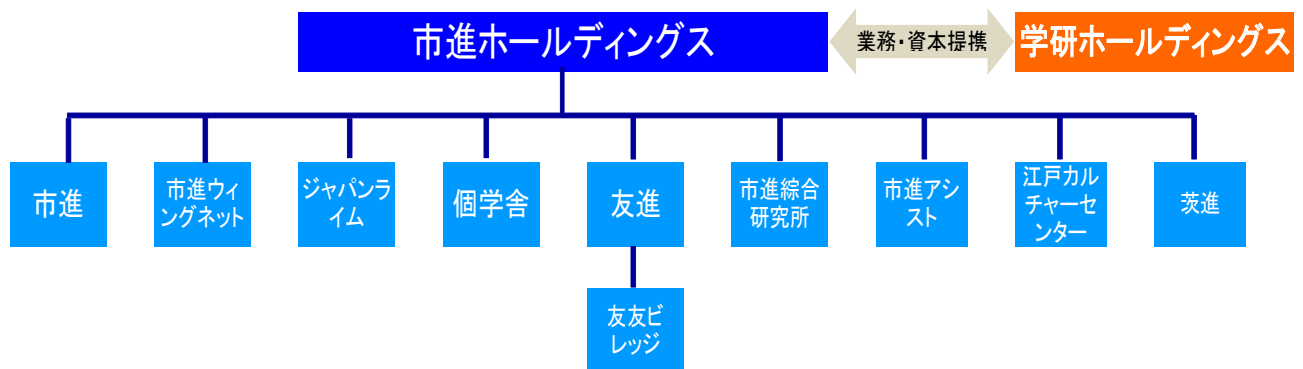 市進ホールディングス
業務・資本提携
学研ホールディングス
市進
市進ウィ
ングネット
ジャパンラ
イム
個学舎
友進
市進綜合
研究所
市進アシ
スト
江戸カル
チャーセ
ンター
茨進
友友ビ
レッジ